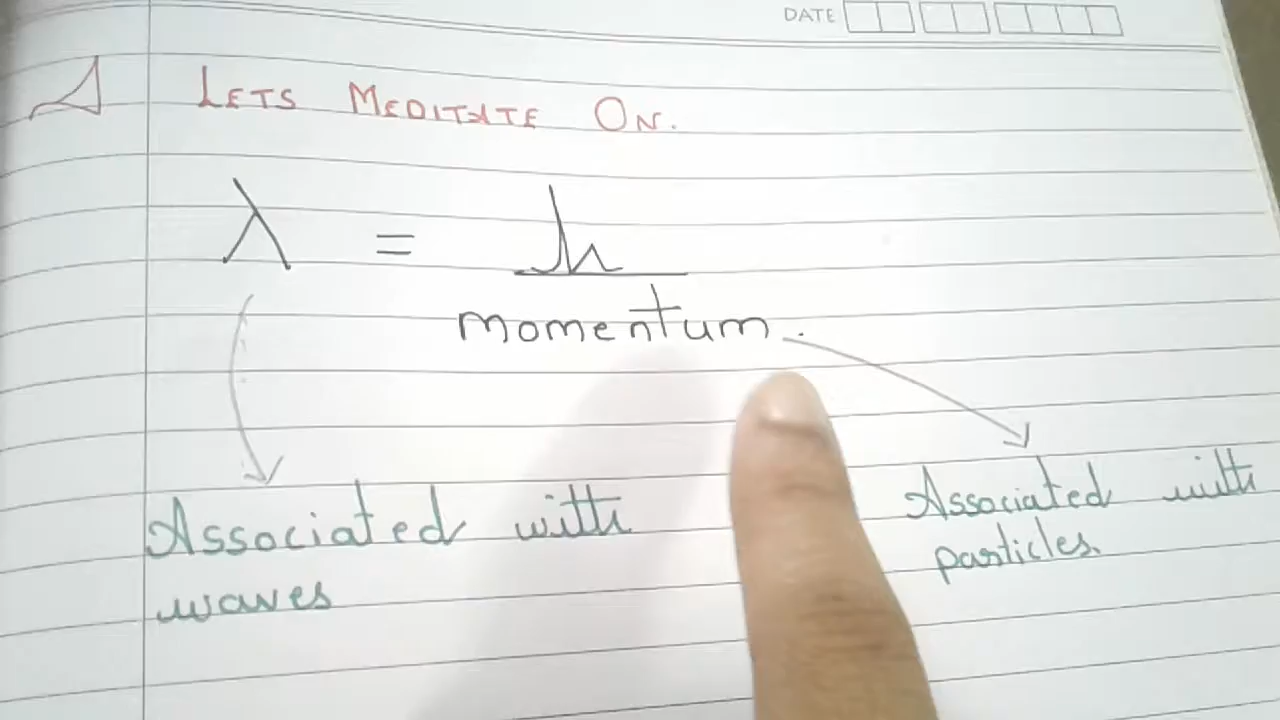 DATE
LETS MEDITATE ON.
λ = h
momentum.
Associated with
waves
Associated with
particles.